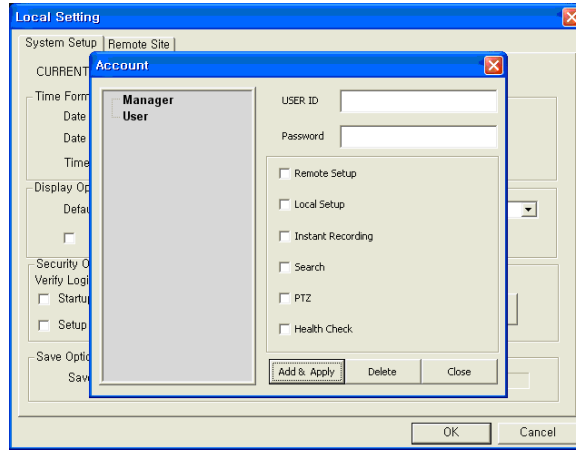 Local Setting
System Setup
Remote Site
CURRENT
Account
Time Form
Date
Date
Time
Display Op
Defau
Security O
Verify Logi
Startu
Setup
Save Optio
Save
Manager
User
USER ID
Password
Remote Setup
Local Setup
Instant Recording
Search
PTZ
Health Check
Add & Apply
Delete
Close
OK
Cancel